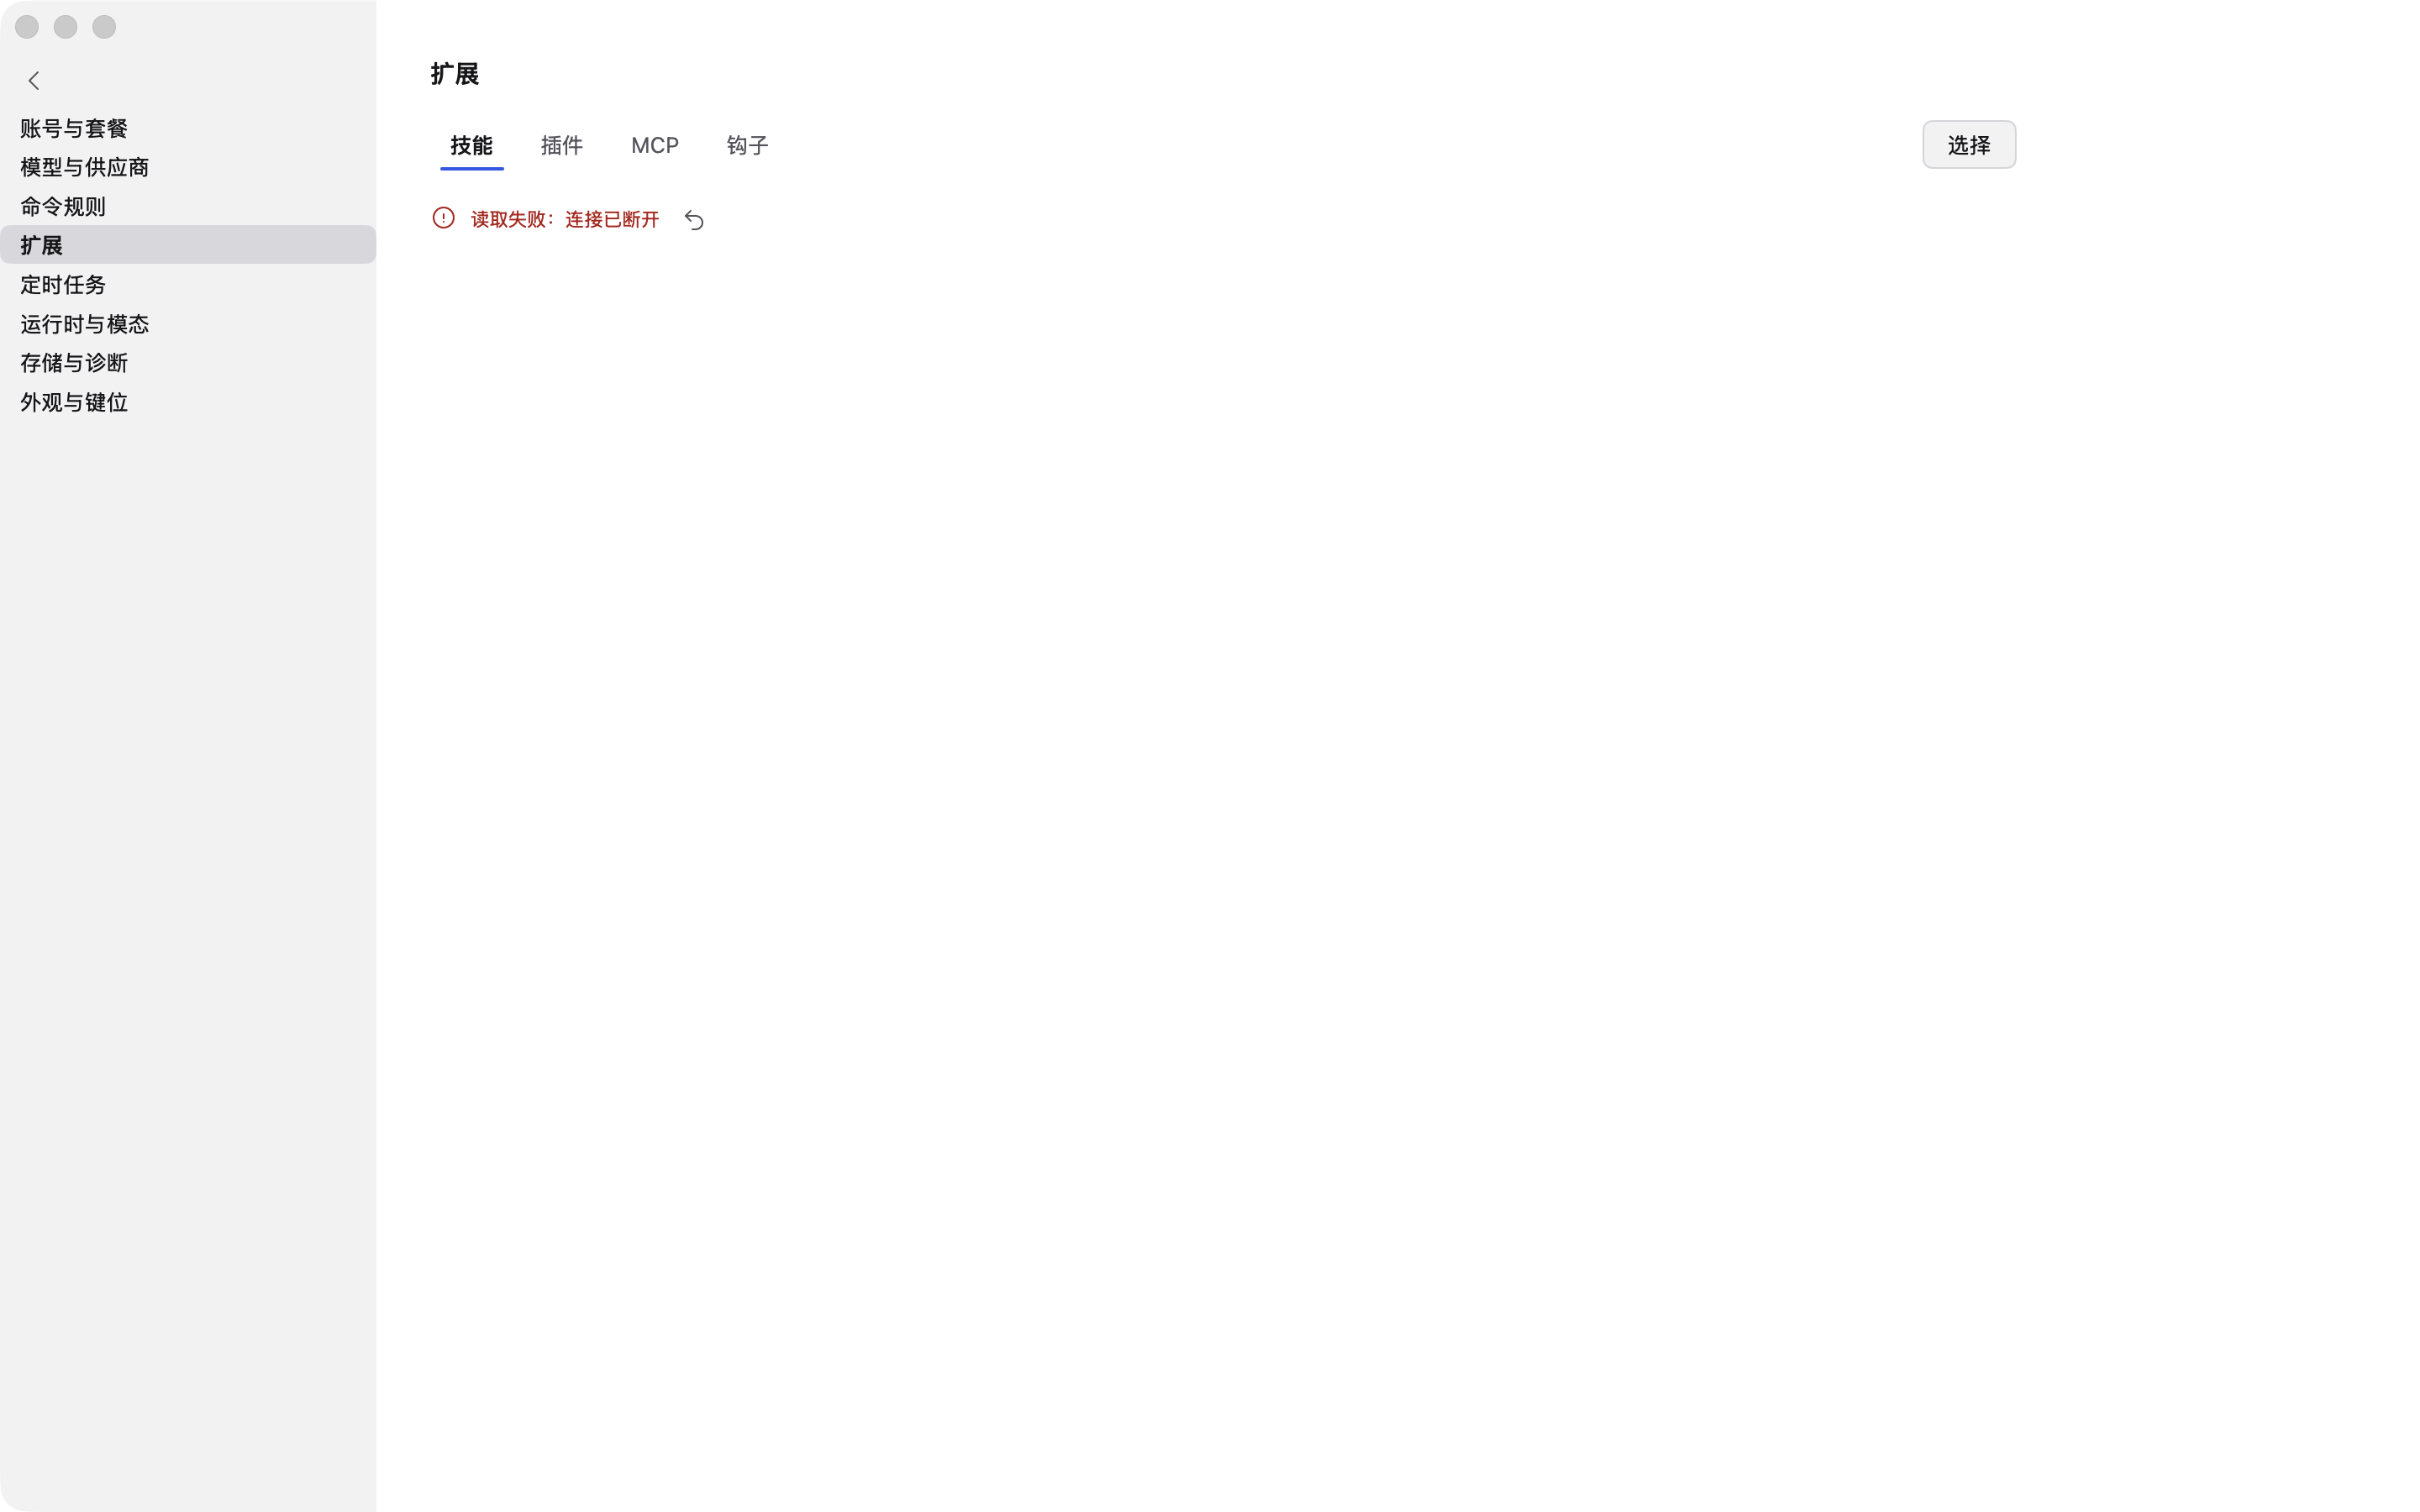 账号与套餐
模型与供应商
命令规则
扩展
定时任务
运行时与模态
存储与诊断
外观与键位
扩展
技能 插件 MCP 钩子 选择
读取失败：连接已断开